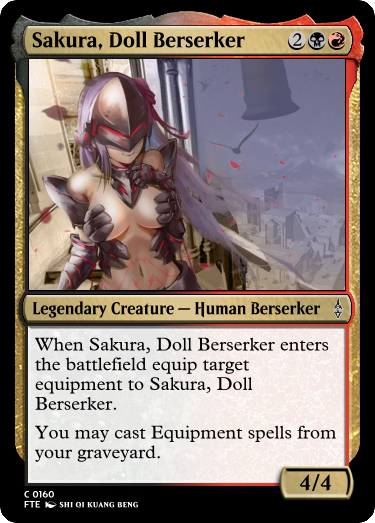 Sakura, Doll Berserker 2
Legendary Creature — Human Berserker
When Sakura, Doll Berserker enters
the battlefield equip target
equipment to Sakura, Doll
Berserker.
You may cast Equipment spells from
your graveyard.
4/4
C 0160
FTE SHI QI KUANG BENG